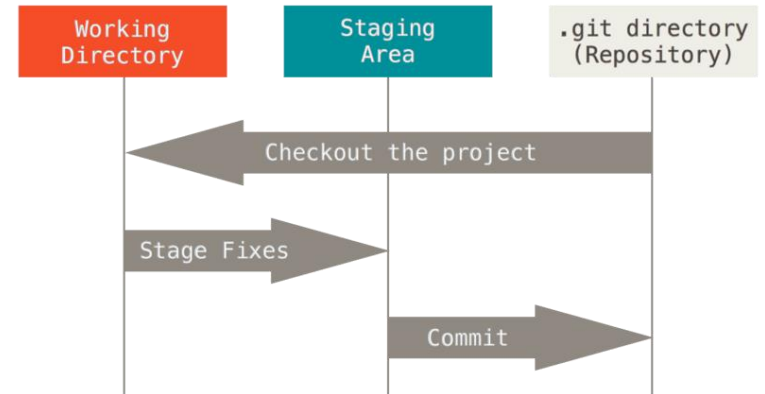 Working
Directory
Staging
Area
.git directory
(Repository)
Checkout the project
Stage Fixes
Commit